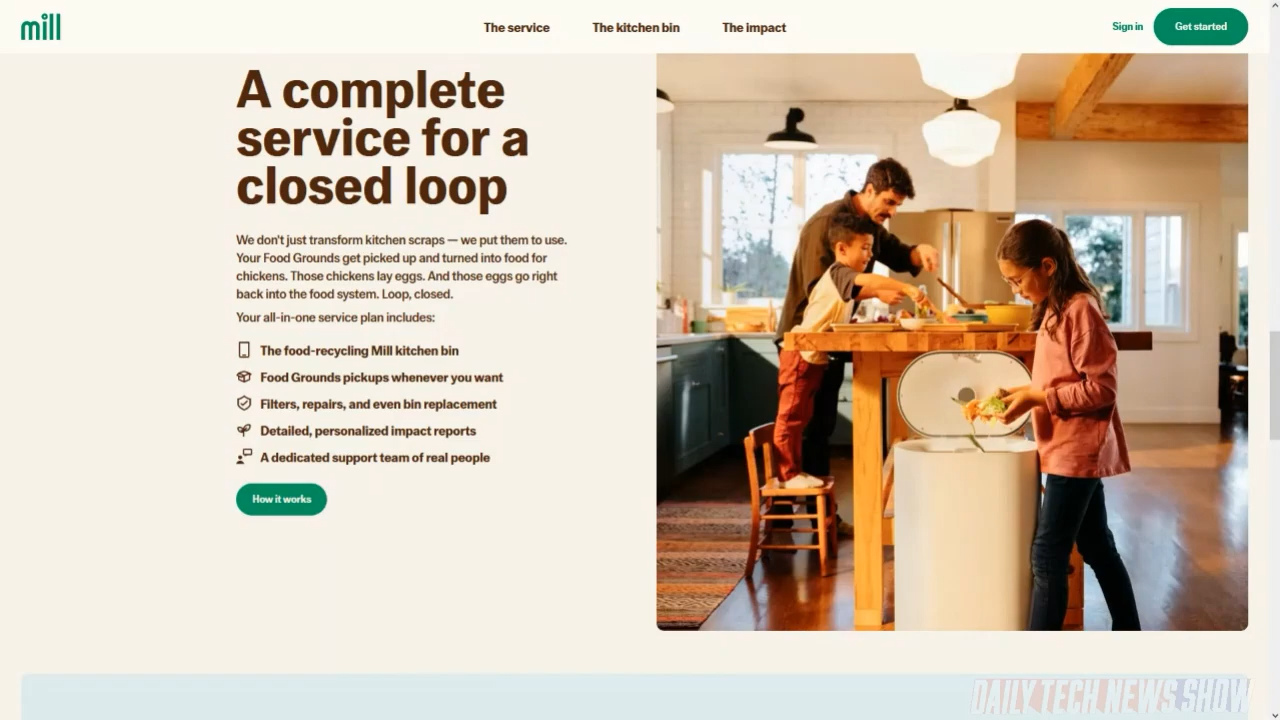 mill
The service
The kitchen bin
The impact
Sign in
Get started
A complete
service for a
closed loop
We don't just transform kitchen scraps — we put them to use.
Your Food Grounds get picked up and turned into food for
chickens. Those chickens lay eggs. And those eggs go right
back into the food system. Loop, closed.
Your all-in-one service plan includes:
The food-recycling Mill kitchen bin
Food Grounds pickups whenever you want
Filters, repairs, and even bin replacement
Detailed, personalized impact reports
A dedicated support team of real people
How it works
DAILY TECH NEWS SHOW